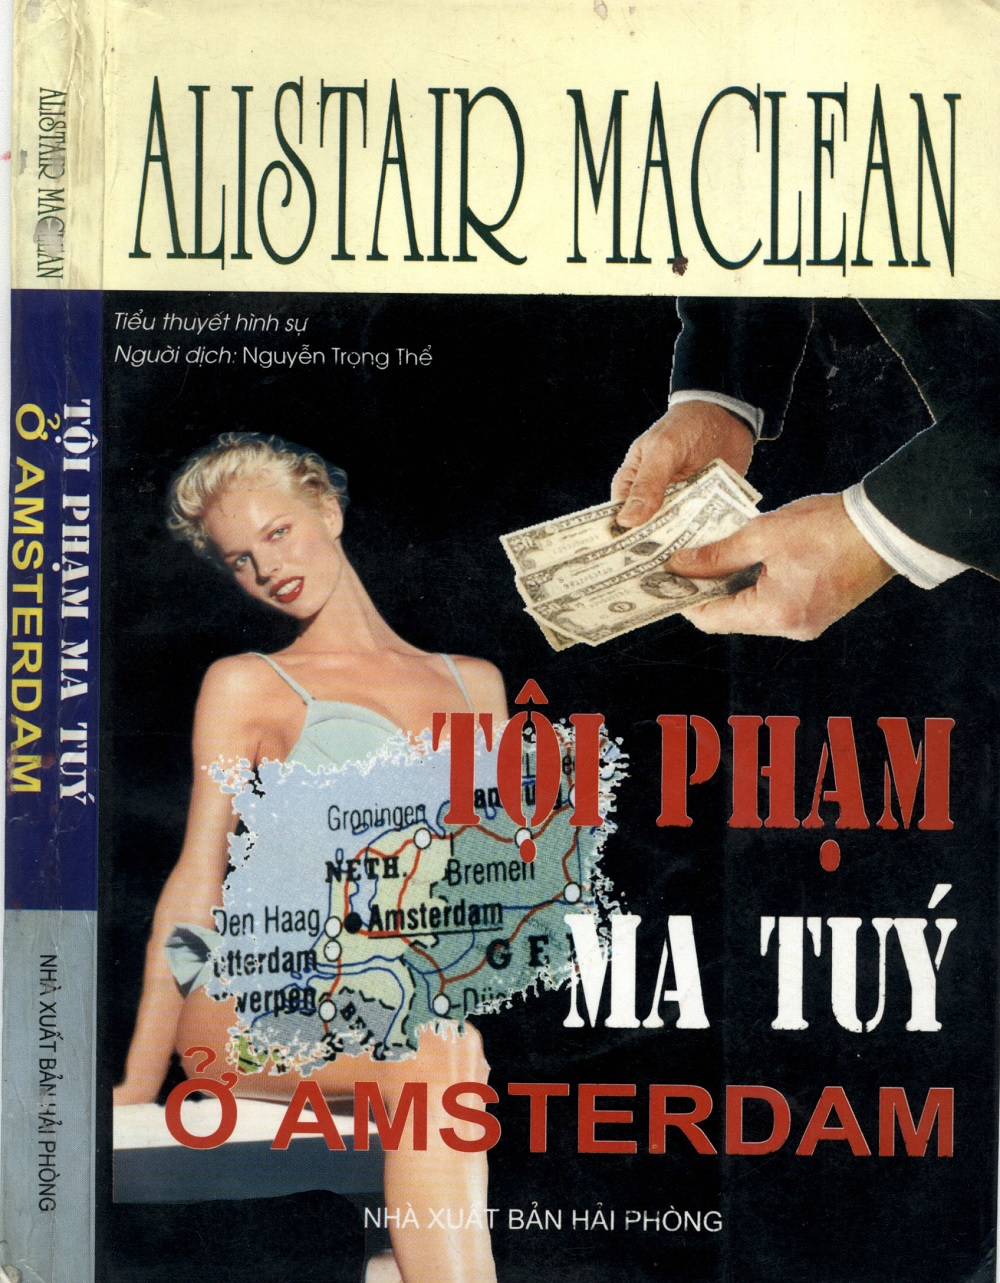 ALISTAIR MACLEAN
Tiểu thuyết hình sự
Người dịch: Nguyễn Trọng Thể
TỘI PHẠM
MA TUÝ
Ở AMSTERDAM
NHÀ XUẤT BẢN HẢI PHÒNG
Groningen
NETH.
Bremen
Den Haag
Amsterdam
GE
BEL
ALISTAIR MACLEAN
TỘI PHẠM MA TUÝ
Ở AMSTERDAM
NHÀ XUẤT BẢN HẢI PHÒNG